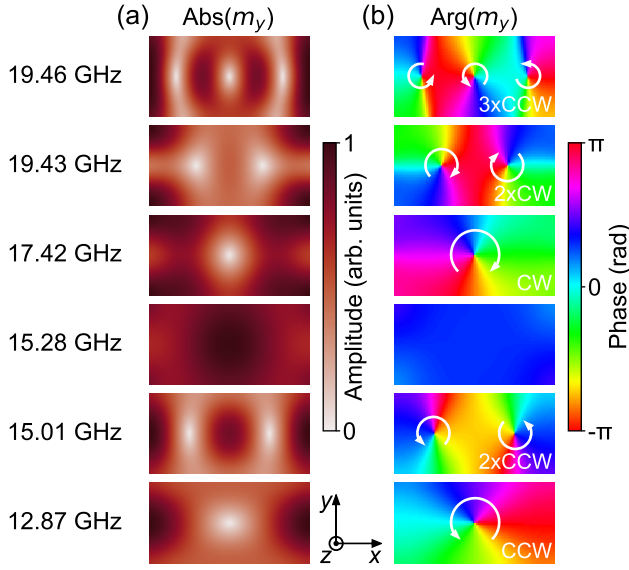 (a) Abs(m_y) (b) Arg(m_y)
19.46 GHz
3xCCW
19.43 GHz
2xCW
17.42 GHz
CW
15.28 GHz
15.01 GHz
2xCCW
12.87 GHz
CCW
1
Amplitude (arb. units)
0
π
Phase (rad)
0
-π
y
z
x